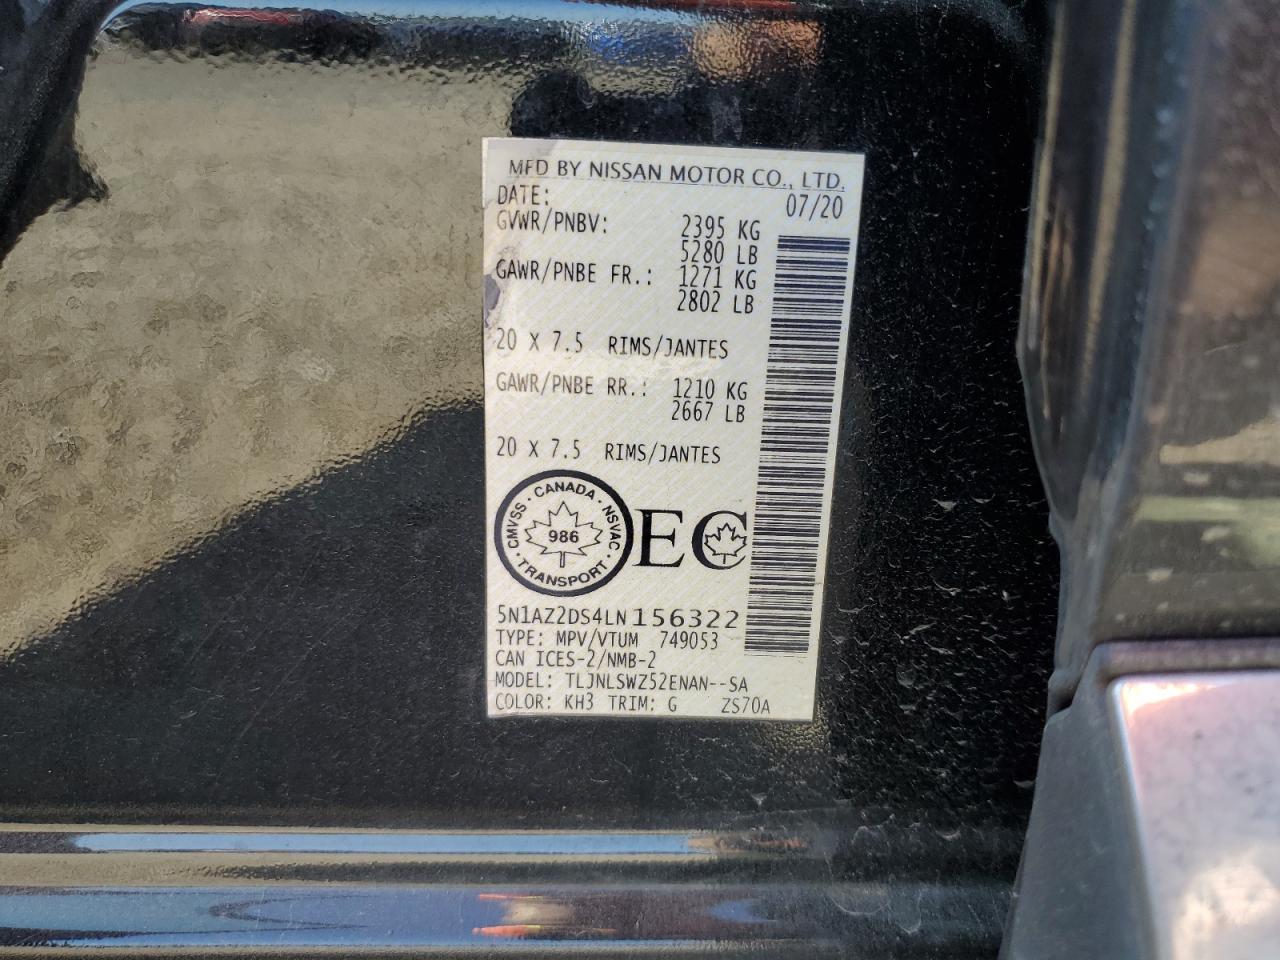 MFD BY NISSAN MOTOR CO., LTD.
DATE: 07/20
GVWR/PNBV: 2395 KG
5280 LB
GAWR/PNBE FR.: 1271 KG
2802 LB
20 X 7.5 RIMS/JANTES
GAWR/PNBE RR.: 1210 KG
2667 LB
20 X 7.5 RIMS/JANTES
CMVSS · CANADA · NSVAC · TRANSPORT ·
986
EC
5N1AZ2DS4LN156322
TYPE: MPV/VTUM 749053
CAN ICES-2/NMB-2
MODEL: TLJNLSWZ52ENAN--SA
COLOR: KH3 TRIM: G ZS70A